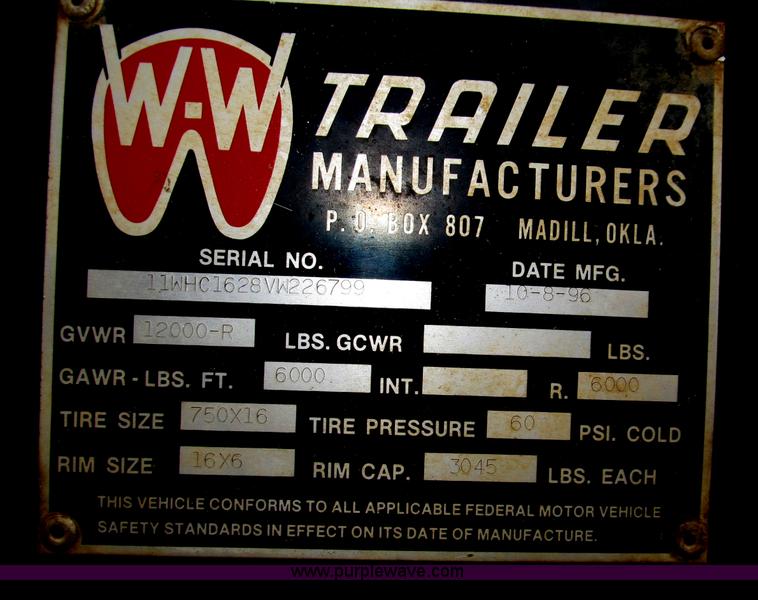 W-W TRAILER
MANUFACTURERS
P. O. BOX 807 MADILL, OKLA.
SERIAL NO. DATE MFG.
11WHC1628VW226799 10-8-96
GVWR 12000-R LBS. GCWR LBS.
GAWR - LBS. FT. 6000 INT. R. 6000
TIRE SIZE 750X16 TIRE PRESSURE 60 PSI. COLD
RIM SIZE 16X6 RIM CAP. 3045 LBS. EACH
THIS VEHICLE CONFORMS TO ALL APPLICABLE FEDERAL MOTOR VEHICLE
SAFETY STANDARDS IN EFFECT ON ITS DATE OF MANUFACTURE.
www.purplewave.com